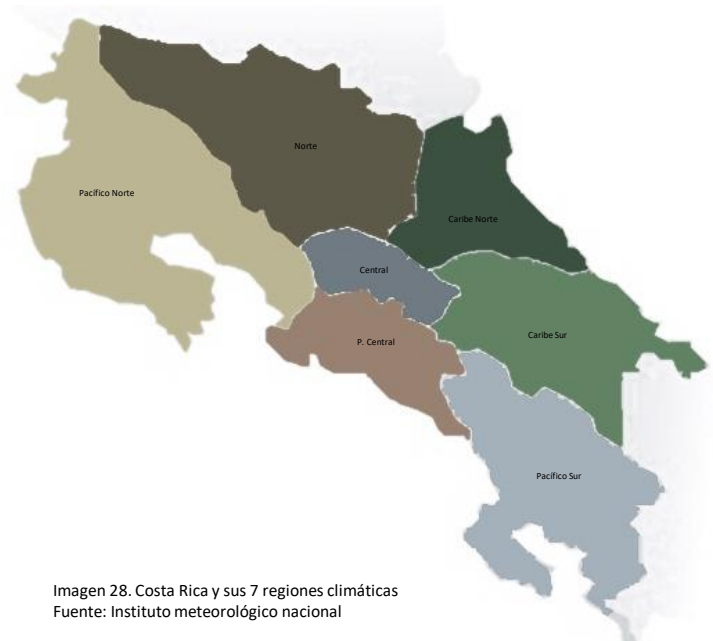 Norte
Pacífico Norte
Caribe Norte
Central
Caribe Sur
P. Central
Pacífico Sur
Imagen 28. Costa Rica y sus 7 regiones climáticas
Fuente: Instituto meteorológico nacional